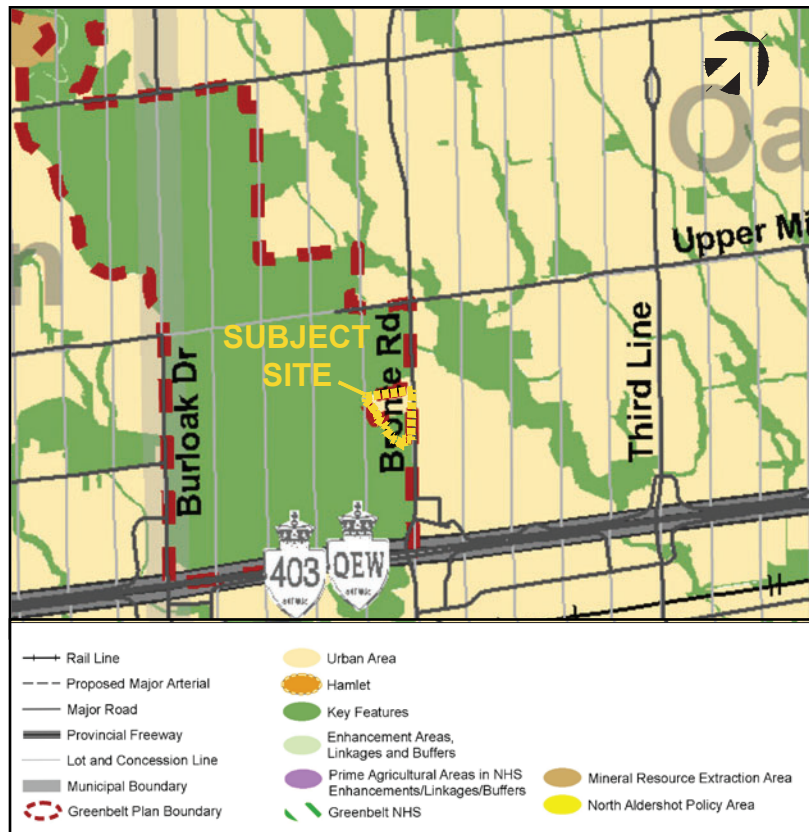 Oa
Upper Mi
n
SUBJECT
SITE
Burloak Dr
Bronte Rd
Third Line
403
QEW
Rail Line
Proposed Major Arterial
Major Road
Provincial Freeway
Lot and Concession Line
Municipal Boundary
Greenbelt Plan Boundary
Urban Area
Hamlet
Key Features
Enhancement Areas,
Linkages and Buffers
Prime Agricultural Areas in NHS
Enhancements/Linkages/Buffers
Greenbelt NHS
Mineral Resource Extraction Area
North Aldershot Policy Area